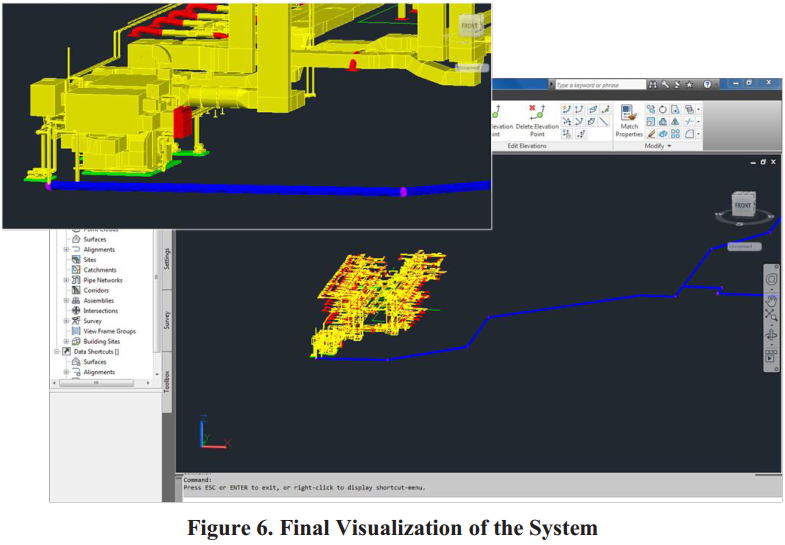 FRONT
Unnamed
Type a keyword or phrase
Elevation
Point
Delete Elevation
Point
Match
Properties
Edit Elevations
Modify
FRONT
Unnamed
Point Clouds
Surfaces
Alignments
Sites
Catchments
Pipe Networks
Corridors
Assemblies
Intersections
Survey
View Frame Groups
Building Sites
Data Shortcuts []
Surfaces
Alignments
Settings
Survey
Toolbox
Z
Y
X
Command:
Press ESC or ENTER to exit, or right-click to display shortcut-menu.
Figure 6. Final Visualization of the System